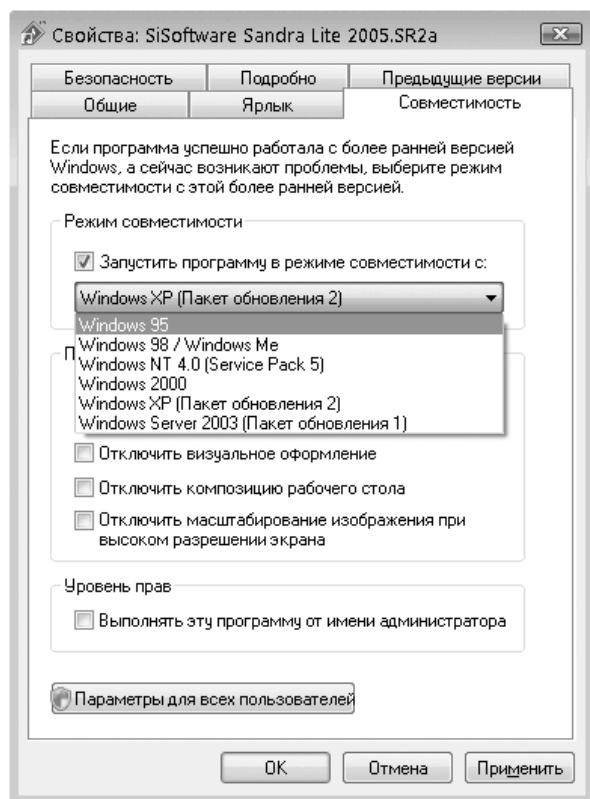 Свойства: SiSoftware Sandra Lite 2005.SR2a
Безопасность Подробно Предыдущие версии
Общие Ярлык Совместимость
Если программа успешно работала с более ранней версией
Windows, а сейчас возникают проблемы, выберите режим
совместимости с этой более ранней версией.
Режим совместимости
Запустить программу в режиме совместимости с:
Windows XP (Пакет обновления 2)
Windows 95
Windows 98 / Windows Me
Windows NT 4.0 (Service Pack 5)
Windows 2000
Windows XP (Пакет обновления 2)
Windows Server 2003 (Пакет обновления 1)
Отключить визуальное оформление
Отключить композицию рабочего стола
Отключить масштабирование изображения при
высоком разрешении экрана
Уровень прав
Выполнять эту программу от имени администратора
Параметры для всех пользователей
OK Отмена Применить